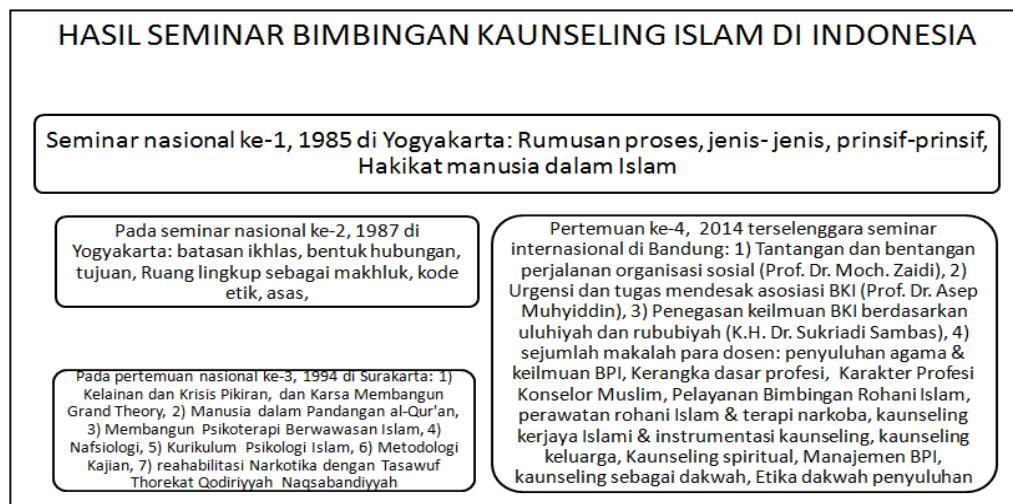 HASIL SEMINAR BIMBINGAN KAUNSELING ISLAM DI INDONESIA
Seminar nasional ke-1, 1985 di Yogyakarta: Rumusan proses, jenis- jenis, prinsif-prinsif,
Hakikat manusia dalam Islam
Pada seminar nasional ke-2, 1987 di
Yogyakarta: batasan ikhlas, bentuk hubungan,
tujuan, Ruang lingkup sebagai makhluk, kode
etik, asas,
Pada pertemuan nasional ke-3, 1994 di Surakarta: 1)
Kelainan dan Krisis Pikiran, dan Karsa Membangun
Grand Theory, 2) Manusia dalam Pandangan al-Qur'an,
3) Membangun Psikoterapi Berwawasan Islam, 4)
Nafsiologi, 5) Kurikulum Psikologi Islam, 6) Metodologi
Kajian, 7) reahabilitasi Narkotika dengan Tasawuf
Thorekat Qodiriyyah Naqsabandiyyah
Pertemuan ke-4, 2014 terselenggara seminar
internasional di Bandung: 1) Tantangan dan bentangan
perjalanan organisasi sosial (Prof. Dr. Moch. Zaidi), 2)
Urgensi dan tugas mendesak asosiasi BKI (Prof. Dr. Asep
Muhyiddin), 3) Penegasan keilmuan BKI berdasarkan
uluhiyah dan rububiyah (K.H. Dr. Sukriadi Sambas), 4)
sejumlah makalah para dosen: penyuluhan agama &
keilmuan BPI, Kerangka dasar profesi, Karakter Profesi
Konselor Muslim, Pelayanan Bimbingan Rohani Islam,
perawatan rohani Islam & terapi narkoba, kaunseling
kerjaya Islami & instrumentasi kaunseling, kaunseling
keluarga, Kaunseling spiritual, Manajemen BPI,
kaunseling sebagai dakwah, Etika dakwah penyuluhan